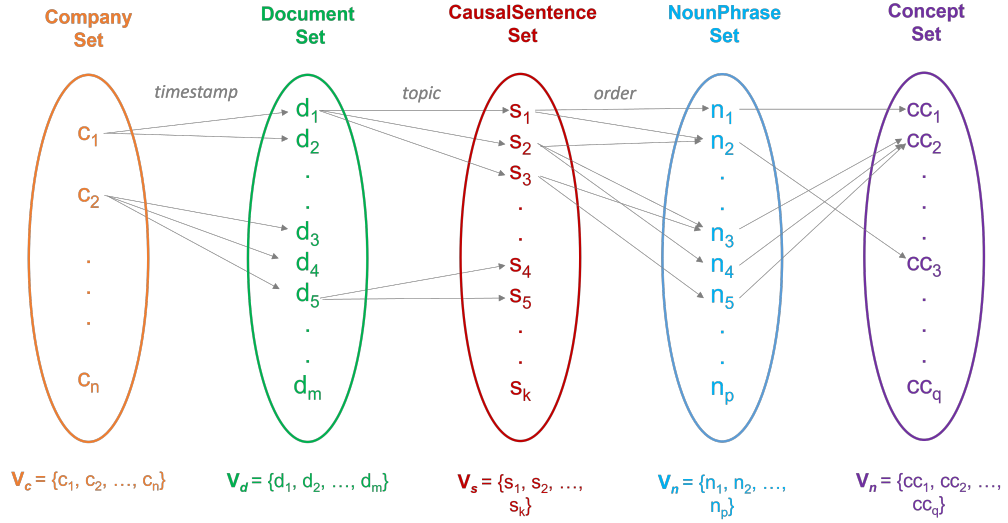 Company
Set
Document
Set
CausalSentence
Set
NounPhrase
Set
Concept
Set
timestamp
topic
order
c1
c2
.
.
.
cn
d1
d2
.
.
d3
d4
d5
.
.
dm
s1
s2
s3
.
.
s4
s5
.
.
sk
n1
n2
.
.
n3
n4
n5
.
.
np
cc1
cc2
.
.
.
cc3
.
.
.
ccq
Vc = {c1, c2, …, cn}
Vd = {d1, d2, …, dm}
Vs = {s1, s2, …,
sk}
Vn = {n1, n2, …,
np}
Vn = {cc1, cc2, …,
ccq}